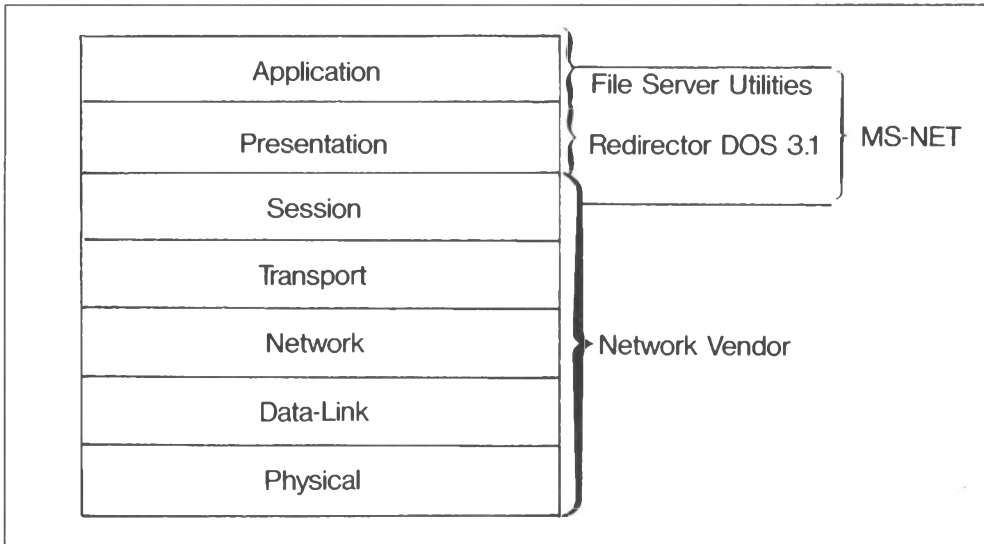 Application
File Server Utilities
Presentation
Redirector DOS 3.1
MS-NET
Session
Transport
Network
Network Vendor
Data-Link
Physical